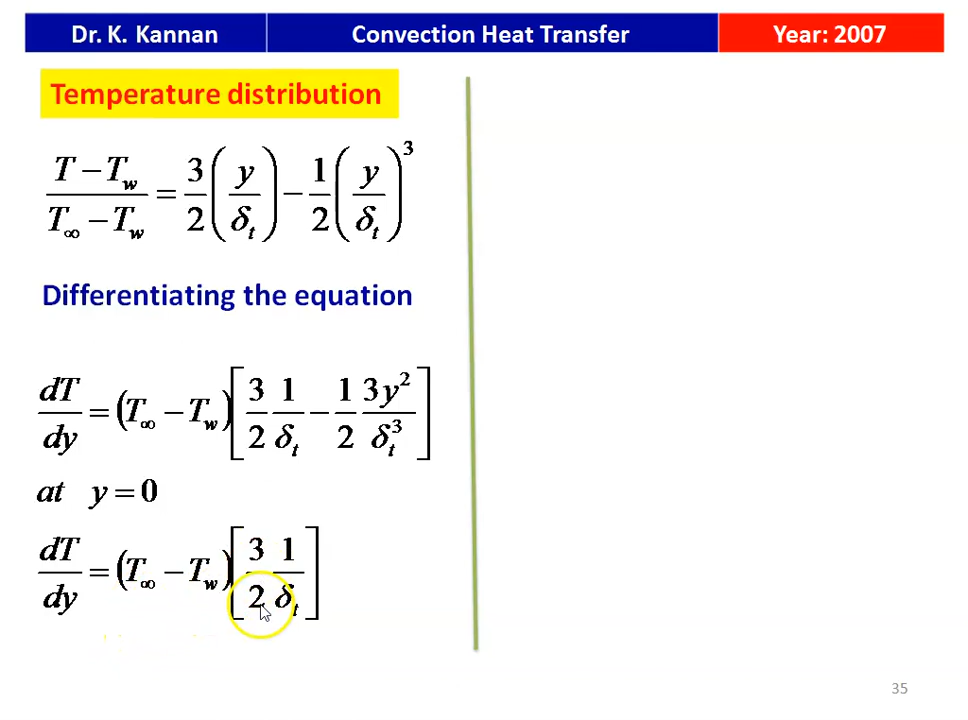 Dr. K. Kannan Convection Heat Transfer Year: 2007
Temperature distribution
(T − T_w)/(T_∞ − T_w) = 3/2 (y/δ_t) − 1/2 (y/δ_t)^3
Differentiating the equation
dT/dy = (T_∞ − T_w) [3/2 1/δ_t − 1/2 3y^2/δ_t^3]
at y = 0
dT/dy = (T_∞ − T_w) [3/2 1/δ_t]
35